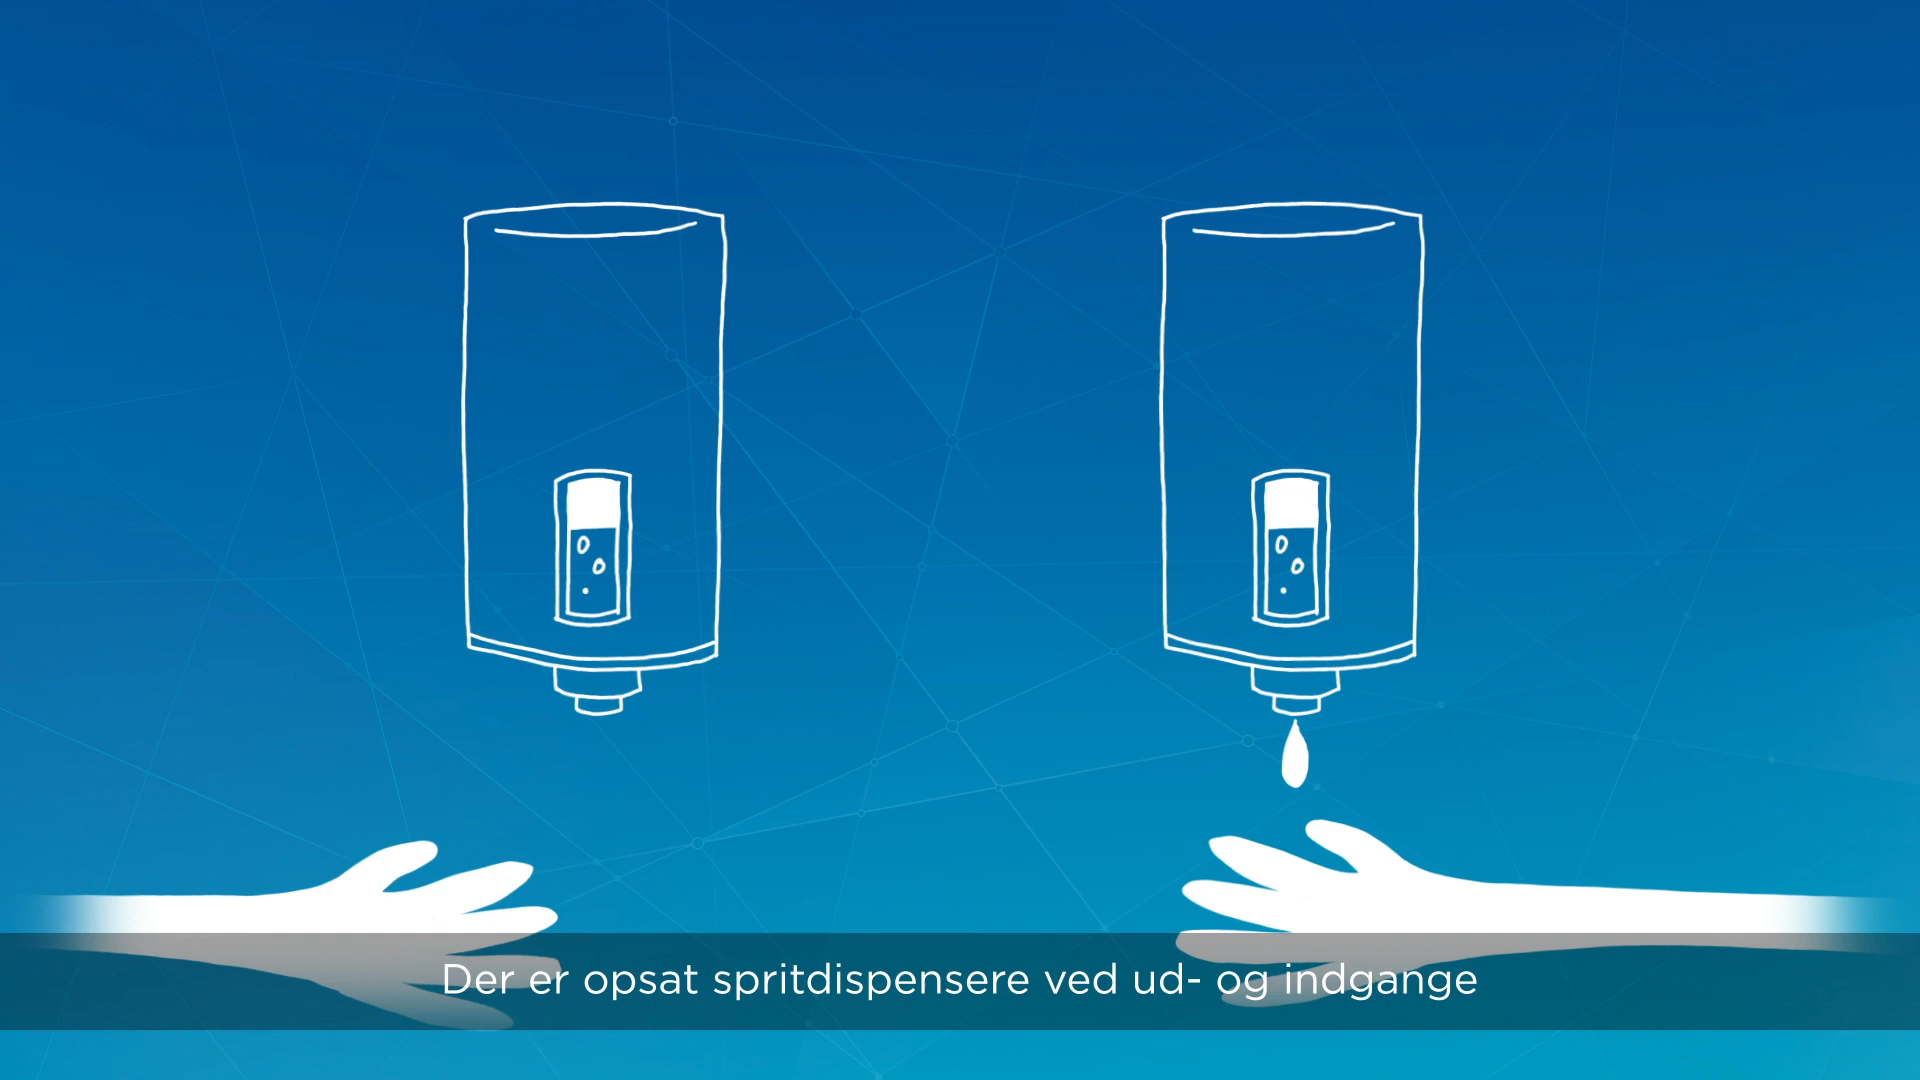 Der er opsat spritdispensere ved ud- og indgange